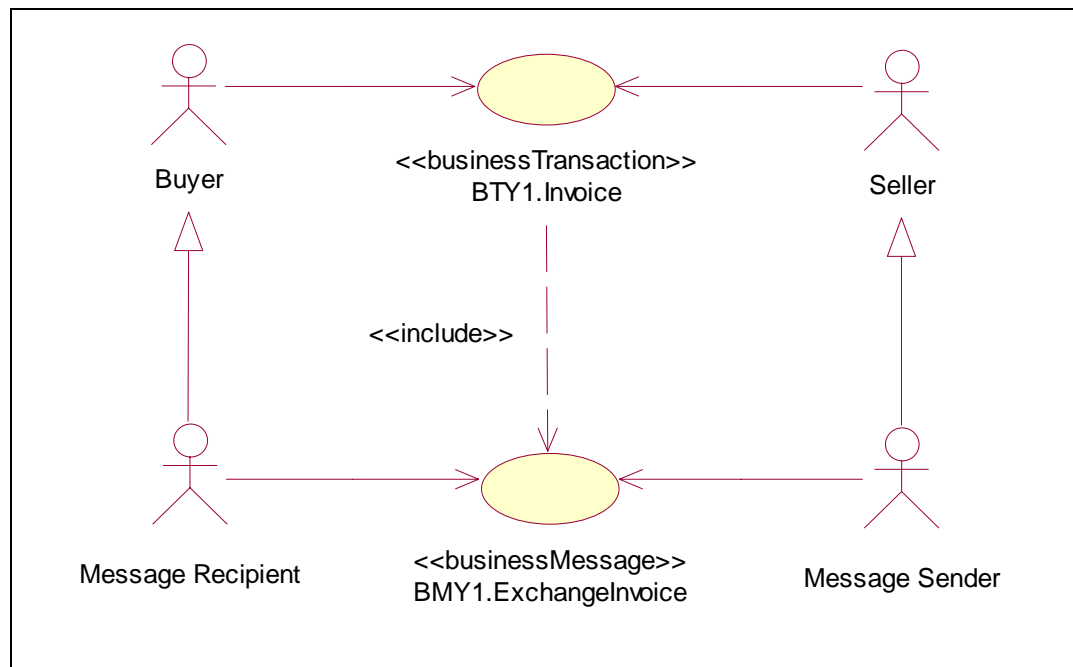 Buyer
<<businessTransaction>>
BTY1.Invoice
Seller
<<include>>
Message Recipient
<<businessMessage>>
BMY1.ExchangeInvoice
Message Sender